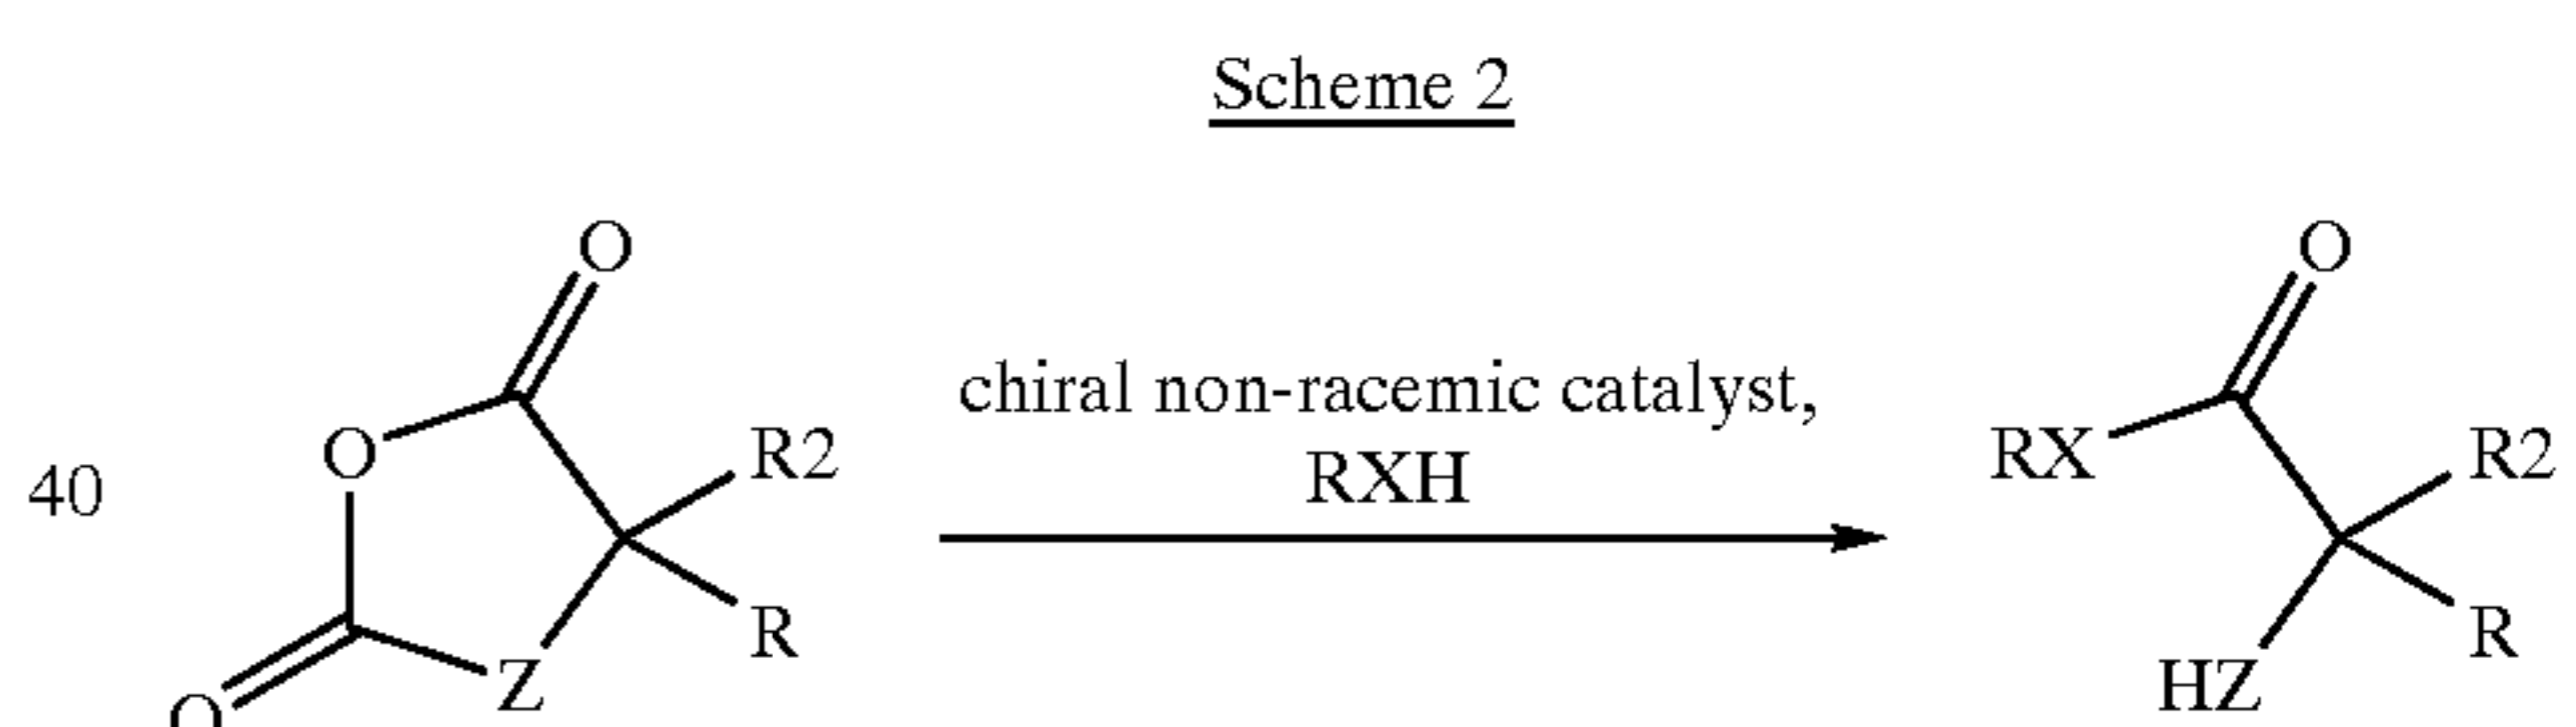 Scheme 2
O
O
chiral non-racemic catalyst,
O
R2
RX
R2
40
RXH
R
R
Z
HZ
O